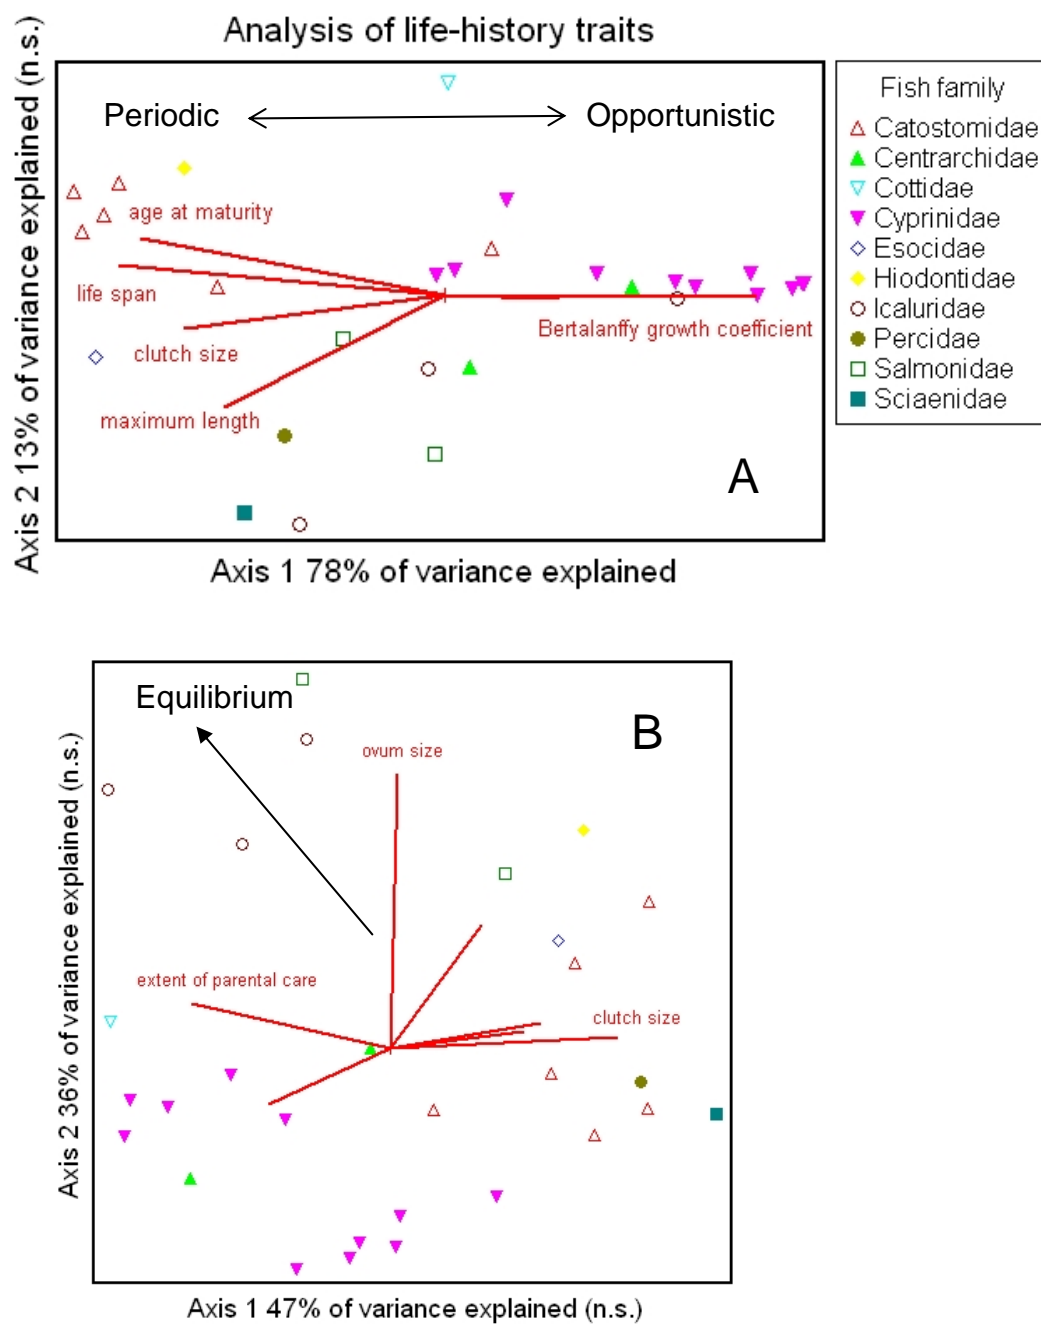 Analysis of life-history traits
Axis 2 13% of variance explained (n.s.)
Periodic
Opportunistic
age at maturity
life span
clutch size
maximum length
Bertalanffy growth coefficient
A
Axis 1 78% of variance explained
Fish family
Catostomidae
Centrarchidae
Cottidae
Cyprinidae
Esocidae
Hiodontidae
Icaluridae
Percidae
Salmonidae
Sciaenidae
Axis 2 36% of variance explained (n.s.)
Equilibrium
B
ovum size
extent of parental care
clutch size
Axis 1 47% of variance explained (n.s.)